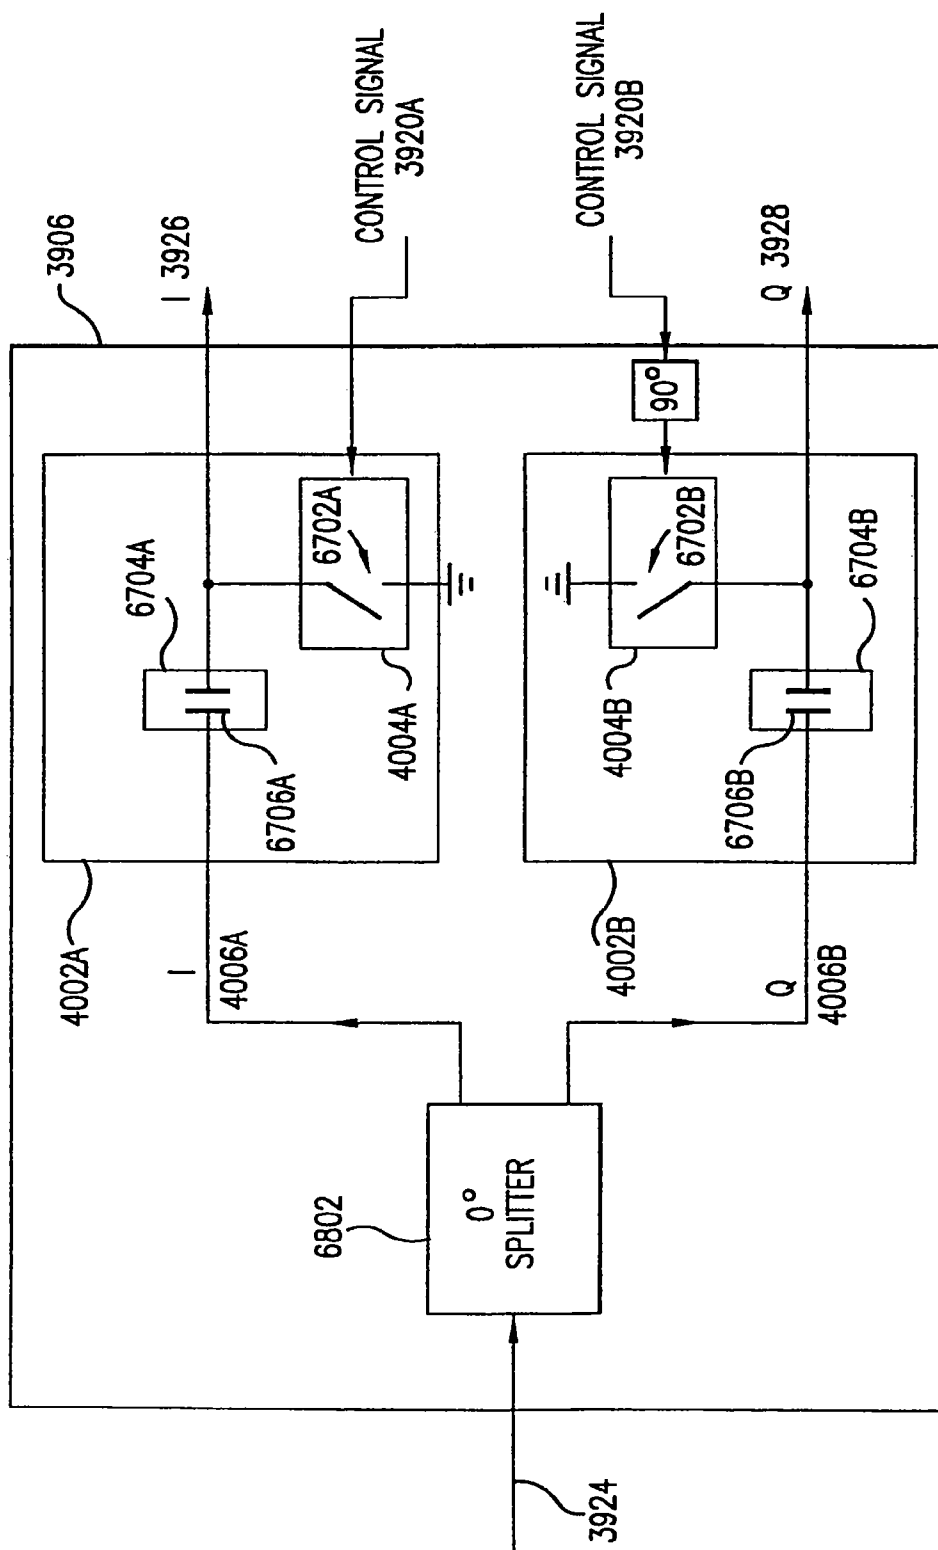 3906
I 3926
CONTROL SIGNAL
3920A
CONTROL SIGNAL
3920B
Q 3928
90°
6704A
6702A
6706A
4004A
4002A
6702B
6704B
4004B
6706B
4002B
I
4006A
Q
4006B
6802
0°
SPLITTER
3924